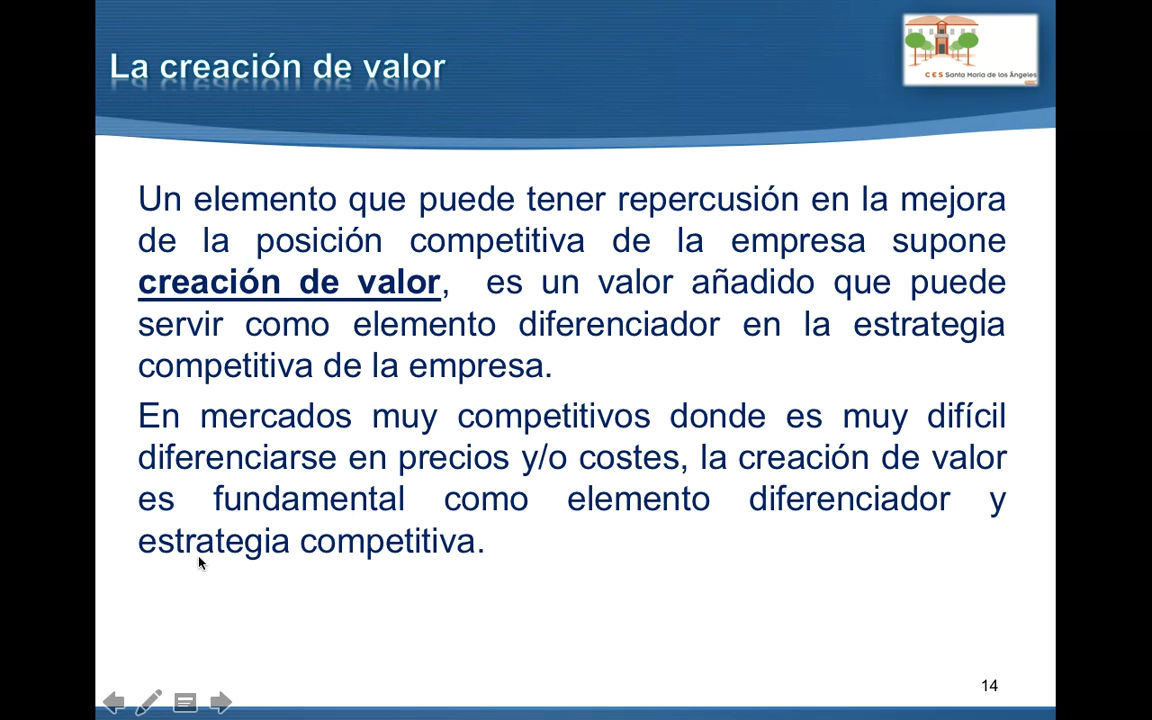 La creación de valor
C E S Santa María de los Ángeles
Un elemento que puede tener repercusión en la mejora
de la posición competitiva de la empresa supone
creación de valor, es un valor añadido que puede
servir como elemento diferenciador en la estrategia
competitiva de la empresa.
En mercados muy competitivos donde es muy difícil
diferenciarse en precios y/o costes, la creación de valor
es fundamental como elemento diferenciador y
estrategia competitiva.
14